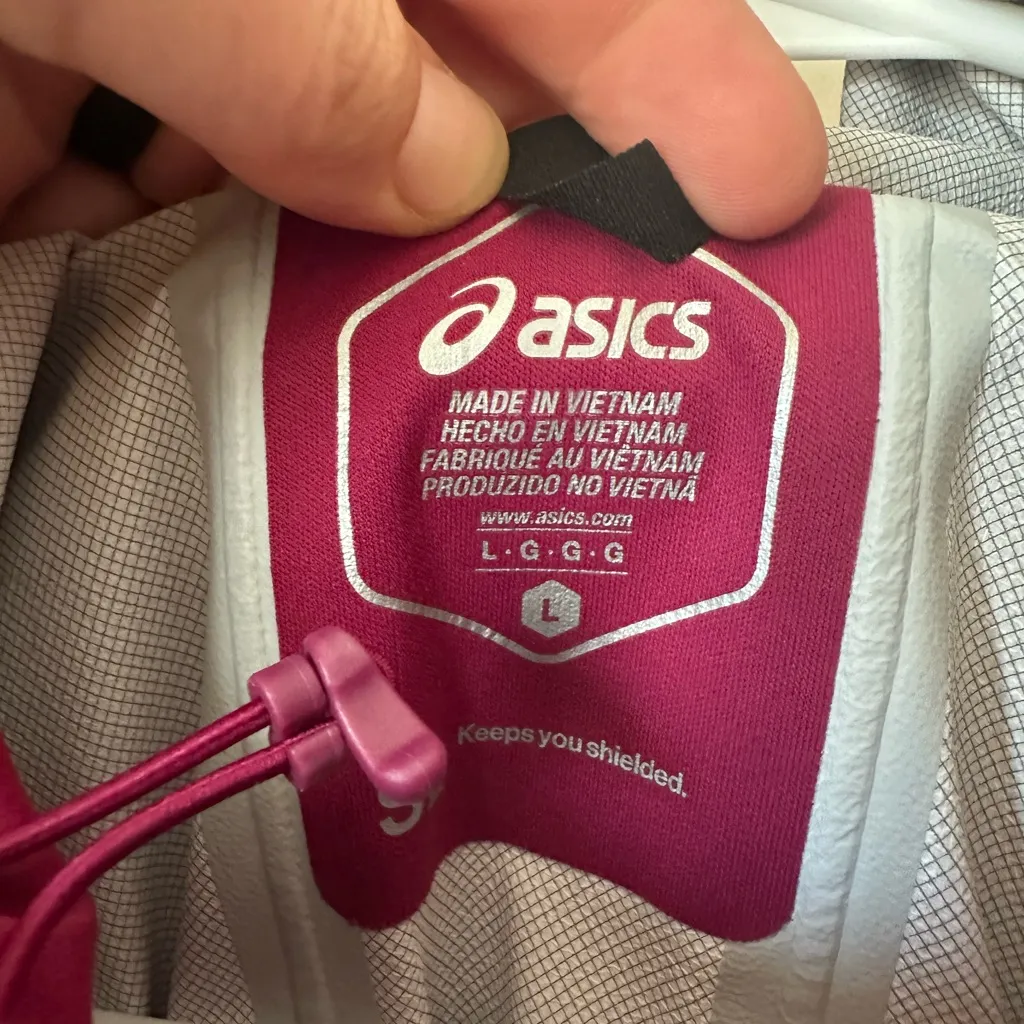 asics
MADE IN VIETNAM
HECHO EN VIETNAM
FABRIQUÉ AU VIÊTNAM
PRODUZIDO NO VIETNÃ
www.asics.com
L·G·G·G
L
Keeps you shielded.